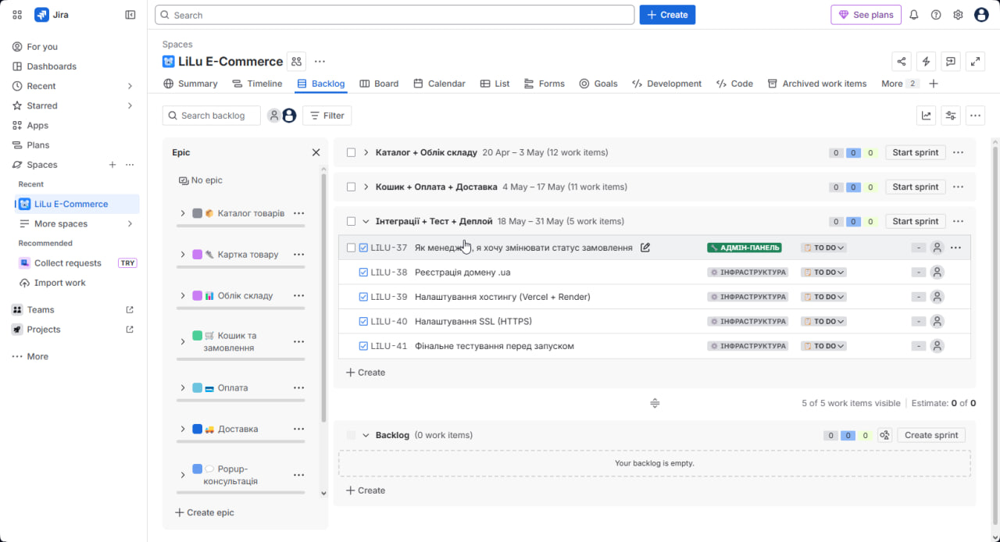 Jira
Search
Create
See plans
For you
Dashboards
Recent
Starred
Apps
Plans
Spaces
Recent
LiLu E-Commerce
More spaces
Recommended
Collect requests TRY
Import work
Teams
Projects
More
Spaces
LiLu E-Commerce
Summary Timeline Backlog Board Calendar List Forms Goals Development Code Archived work items More 2
Search backlog Filter
Epic
No epic
Каталог товарів
Картка товару
Облік складу
Кошик та
замовлення
Оплата
Доставка
Popup-
консультація
Create epic
Каталог + Облік складу 20 Apr – 3 May (12 work items) 0 0 0 Start sprint
Кошик + Оплата + Доставка 4 May – 17 May (11 work items) 0 0 0 Start sprint
Інтеграції + Тест + Деплой 18 May – 31 May (5 work items) 0 0 0 Start sprint
LILU-37 Як я хочу змінювати статус замовлення АДМІН-ПАНЕЛЬ TO DO -
LILU-38 Реєстрація домену .ua ІНФРАСТРУКТУРА TO DO -
LILU-39 Налаштування хостингу (Vercel + Render) ІНФРАСТРУКТУРА TO DO -
LILU-40 Налаштування SSL (HTTPS) ІНФРАСТРУКТУРА TO DO -
LILU-41 Фінальне тестування перед запуском ІНФРАСТРУКТУРА TO DO -
Create
5 of 5 work items visible Estimate: 0 of 0
Backlog (0 work items) 0 0 0 Create sprint
Your backlog is empty.
Create